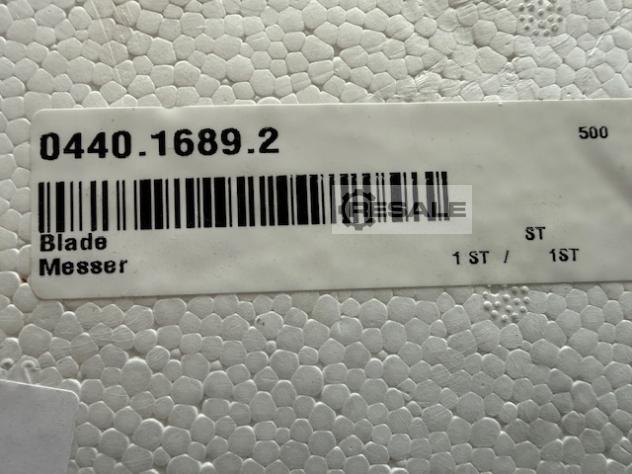 0440.1689.2
500
RESALE
Blade
Messer
ST
1 ST / 1ST